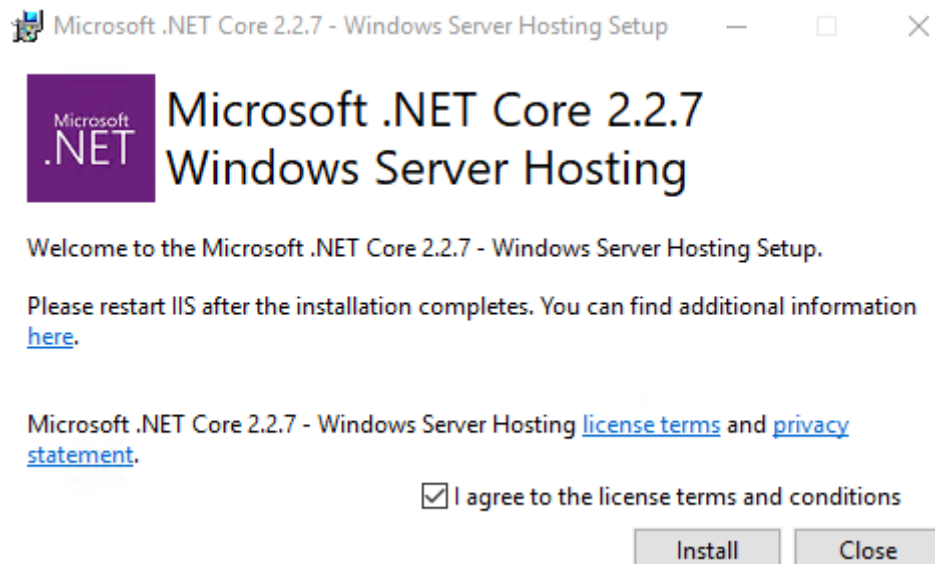 Microsoft .NET Core 2.2.7 - Windows Server Hosting Setup
Microsoft
.NET
Microsoft .NET Core 2.2.7
Windows Server Hosting
Welcome to the Microsoft .NET Core 2.2.7 - Windows Server Hosting Setup.
Please restart IIS after the installation completes. You can find additional information
here.
Microsoft .NET Core 2.2.7 - Windows Server Hosting license terms and privacy
statement.
I agree to the license terms and conditions
Install
Close